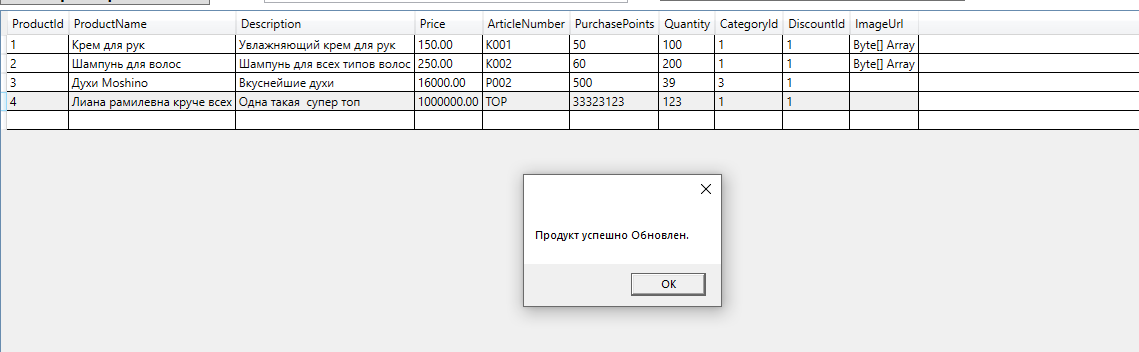 ProductId ProductName Description Price ArticleNumber PurchasePoints Quantity CategoryId DiscountId ImageUrl
1 Крем для рук Увлажняющий крем для рук 150.00 K001 50 100 1 1 Byte[] Array
2 Шампунь для волос Шампунь для всех типов волос 250.00 K002 60 200 1 1 Byte[] Array
3 Духи Moshino Вкуснейшие духи 16000.00 P002 500 39 3 1
4 Лиана рамилевна круче всех Одна такая  супер топ 1000000.00 TOP 33323123 123 1 1
Продукт успешно Обновлен.
OK